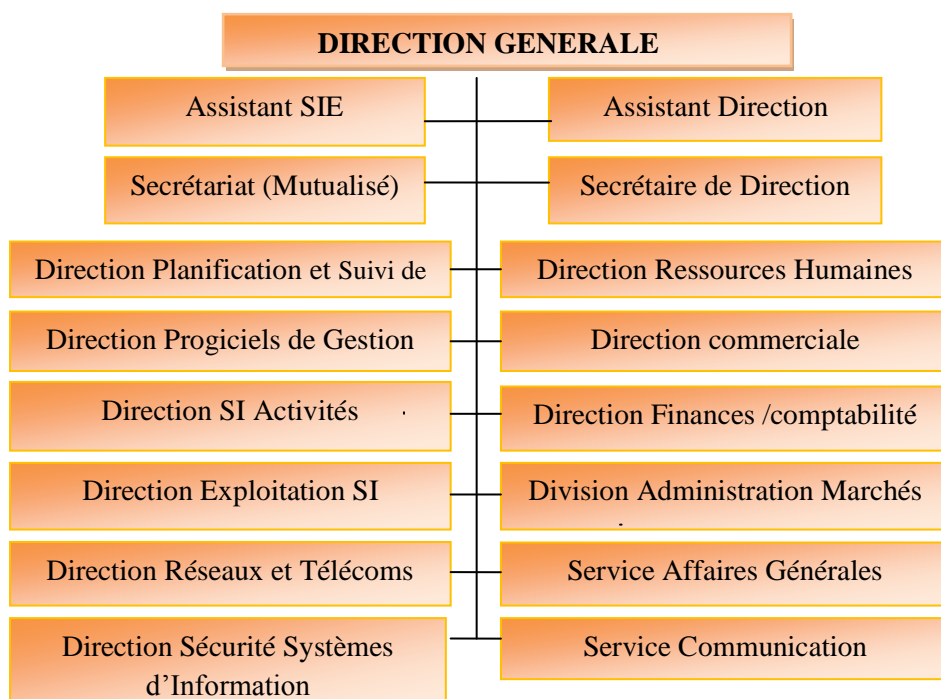 DIRECTION GENERALE
Assistant SIE
Assistant Direction
Secrétariat (Mutualisé)
Secrétaire de Direction
Direction Planification et Suivi de
Direction Ressources Humaines
Direction Progiciels de Gestion
Direction commerciale
Direction SI Activités
Direction Finances /comptabilité
Direction Exploitation SI
Division Administration Marchés
Direction Réseaux et Télécoms
Service Affaires Générales
Direction Sécurité Systèmes
d’Information
Service Communication